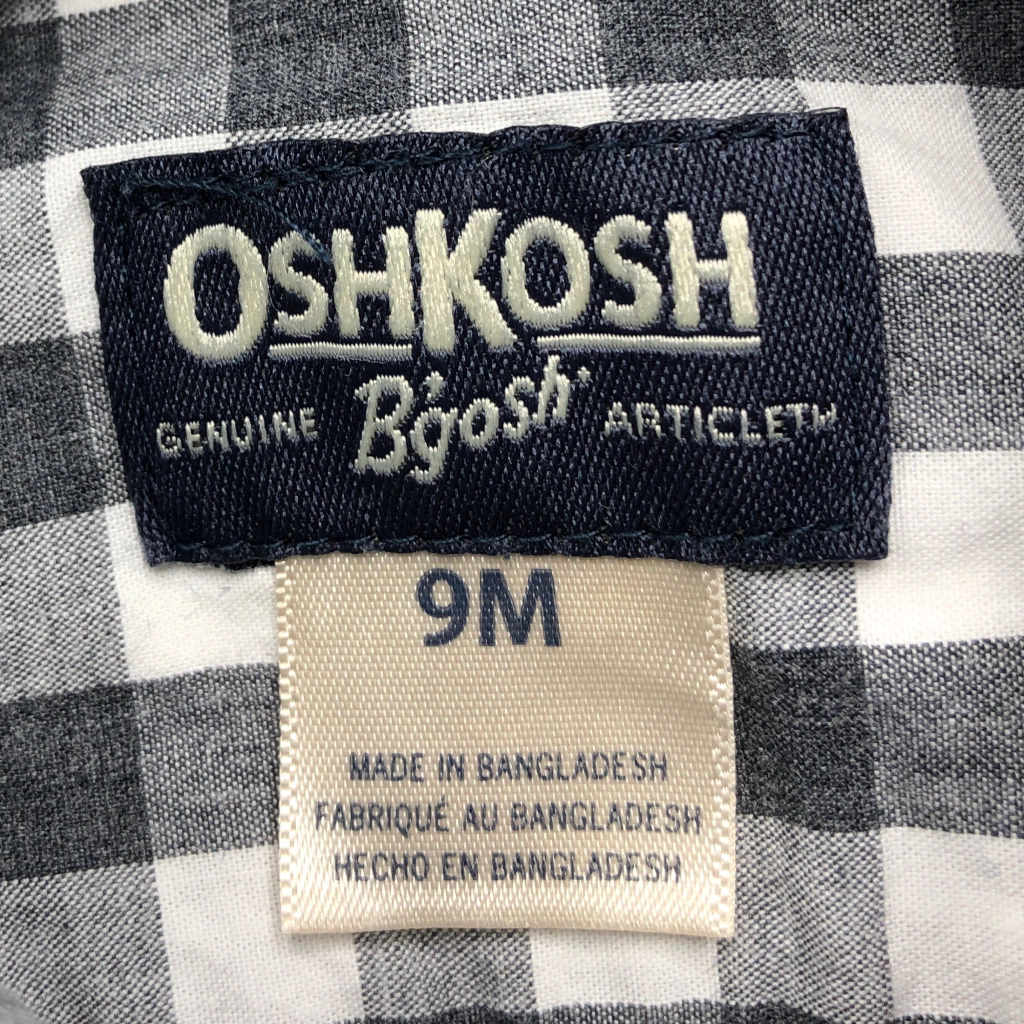 OSHKOSH
GENUINE B'gosh ARTICLE™
9M
MADE IN BANGLADESH
FABRIQUÉ AU BANGLADESH
HECHO EN BANGLADESH